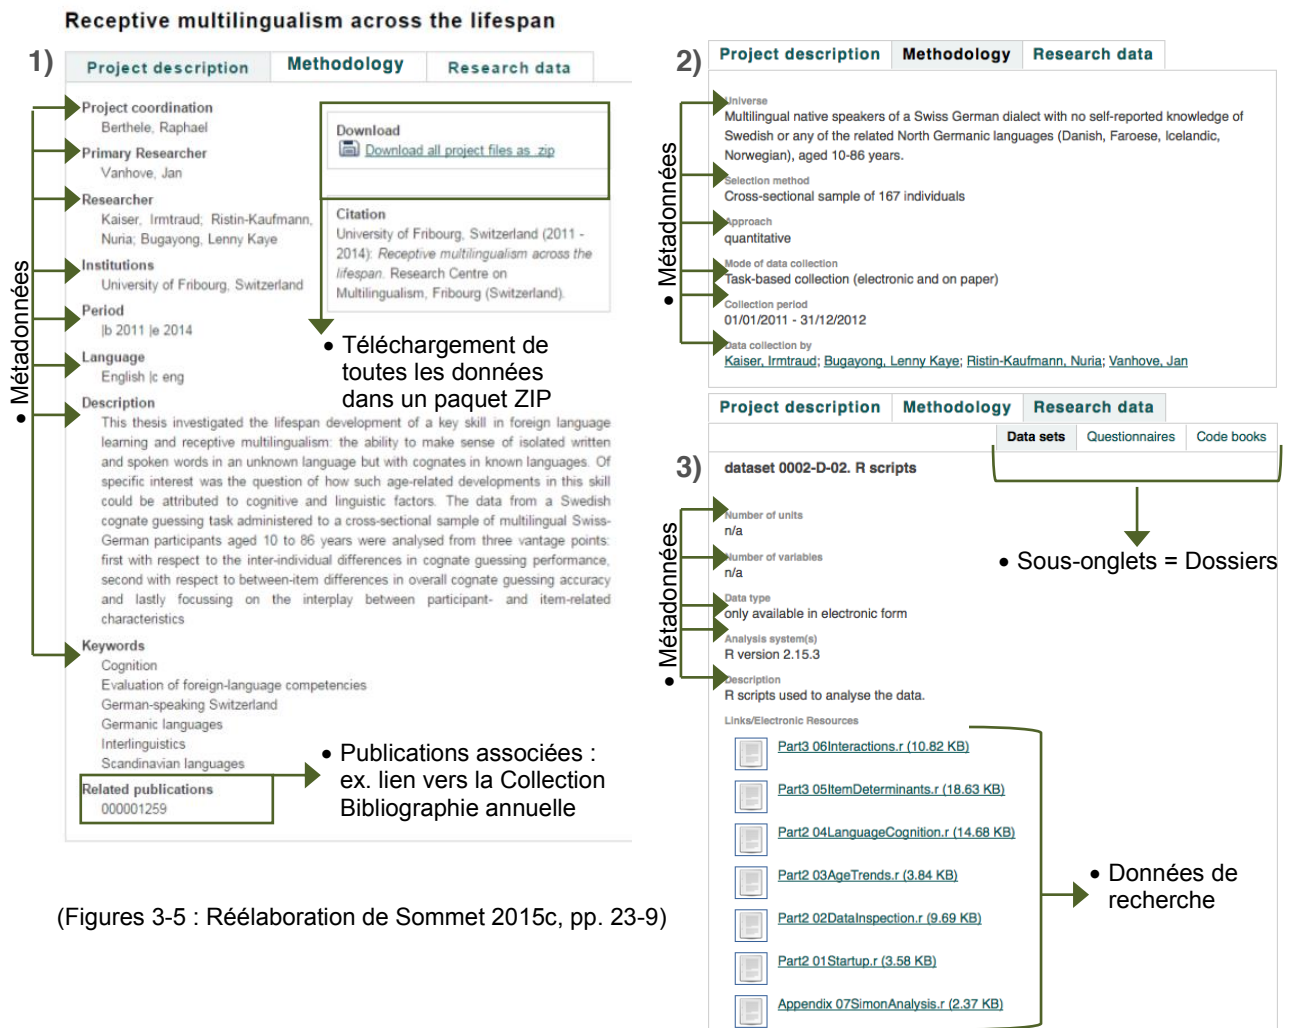 Receptive multilingualism across the lifespan
1)
Project description
Methodology
Research data
• Métadonnées
Project coordination
Berthele, Raphael
Primary Researcher
Vanhove, Jan
Researcher
Kaiser, Irmtraud; Ristin-Kaufmann,
Nuria; Bugayong, Lenny Kaye
Institutions
University of Fribourg, Switzerland
Period
|b 2011 |e 2014
Language
English |c eng
Description
This thesis investigated the lifespan development of a key skill in foreign language
learning and receptive multilingualism: the ability to make sense of isolated written
and spoken words in an unknown language but with cognates in known languages. Of
specific interest was the question of how such age-related developments in this skill
could be attributed to cognitive and linguistic factors. The data from a Swedish
cognate guessing task administered to a cross-sectional sample of multilingual Swiss-
German participants aged 10 to 86 years were analysed from three vantage points:
first with respect to the inter-individual differences in cognate guessing performance,
second with respect to between-item differences in overall cognate guessing accuracy
and lastly focussing on the interplay between participant- and item-related
characteristics
Keywords
Cognition
Evaluation of foreign-language competencies
German-speaking Switzerland
Germanic languages
Interlinguistics
Scandinavian languages
Related publications
000001259
Download
Download all project files as .zip
Citation
University of Fribourg, Switzerland (2011 -
2014): Receptive multilingualism across the
lifespan. Research Centre on
Multilingualism, Fribourg (Switzerland).
• Téléchargement de
toutes les données
dans un paquet ZIP
• Publications associées :
ex. lien vers la Collection
Bibliographie annuelle
(Figures 3-5 : Réélaboration de Sommet 2015c, pp. 23-9)
2)
Project description
Methodology
Research data
• Métadonnées
Universe
Multilingual native speakers of a Swiss German dialect with no self-reported knowledge of
Swedish or any of the related North Germanic languages (Danish, Faroese, Icelandic,
Norwegian), aged 10-86 years.
Selection method
Cross-sectional sample of 167 individuals
Approach
quantitative
Mode of data collection
Task-based collection (electronic and on paper)
Collection period
01/01/2011 - 31/12/2012
Data collection by
Kaiser, Irmtraud; Bugayong, Lenny Kaye; Ristin-Kaufmann, Nuria; Vanhove, Jan
Project description
Methodology
Research data
Data sets
Questionnaires
Code books
3)
dataset 0002-D-02. R scripts
• Métadonnées
Number of units
n/a
Number of variables
n/a
Data type
only available in electronic form
Analysis system(s)
R version 2.15.3
Description
R scripts used to analyse the data.
Links/Electronic Resources
Part3 06Interactions.r (10.82 KB)
Part3 05ItemDeterminants.r (18.63 KB)
Part2 04LanguageCognition.r (14.68 KB)
Part2 03AgeTrends.r (3.84 KB)
Part2 02DataInspection.r (9.69 KB)
Part2 01Startup.r (3.58 KB)
Appendix 07SimonAnalysis.r (2.37 KB)
• Sous-onglets = Dossiers
• Données de
recherche